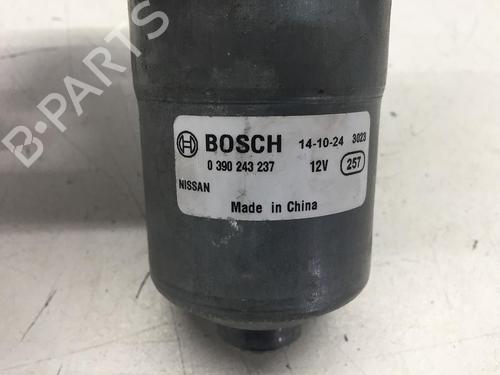 BOSCH 14-10-24 3023
0 390 243 237 12V 257
NISSAN
Made in China
B-PARTS